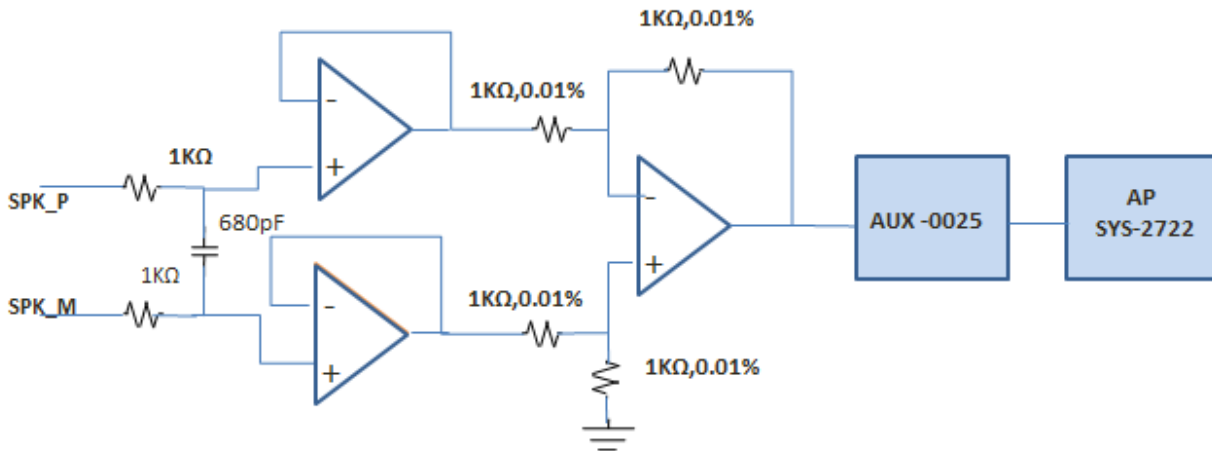 1KΩ,0.01%
1KΩ,0.01%
-
+
1KΩ
SPK_P
680pF
-
+
AUX -0025
AP
SYS-2722
1KΩ
SPK_M
-
+
1KΩ,0.01%
1KΩ,0.01%